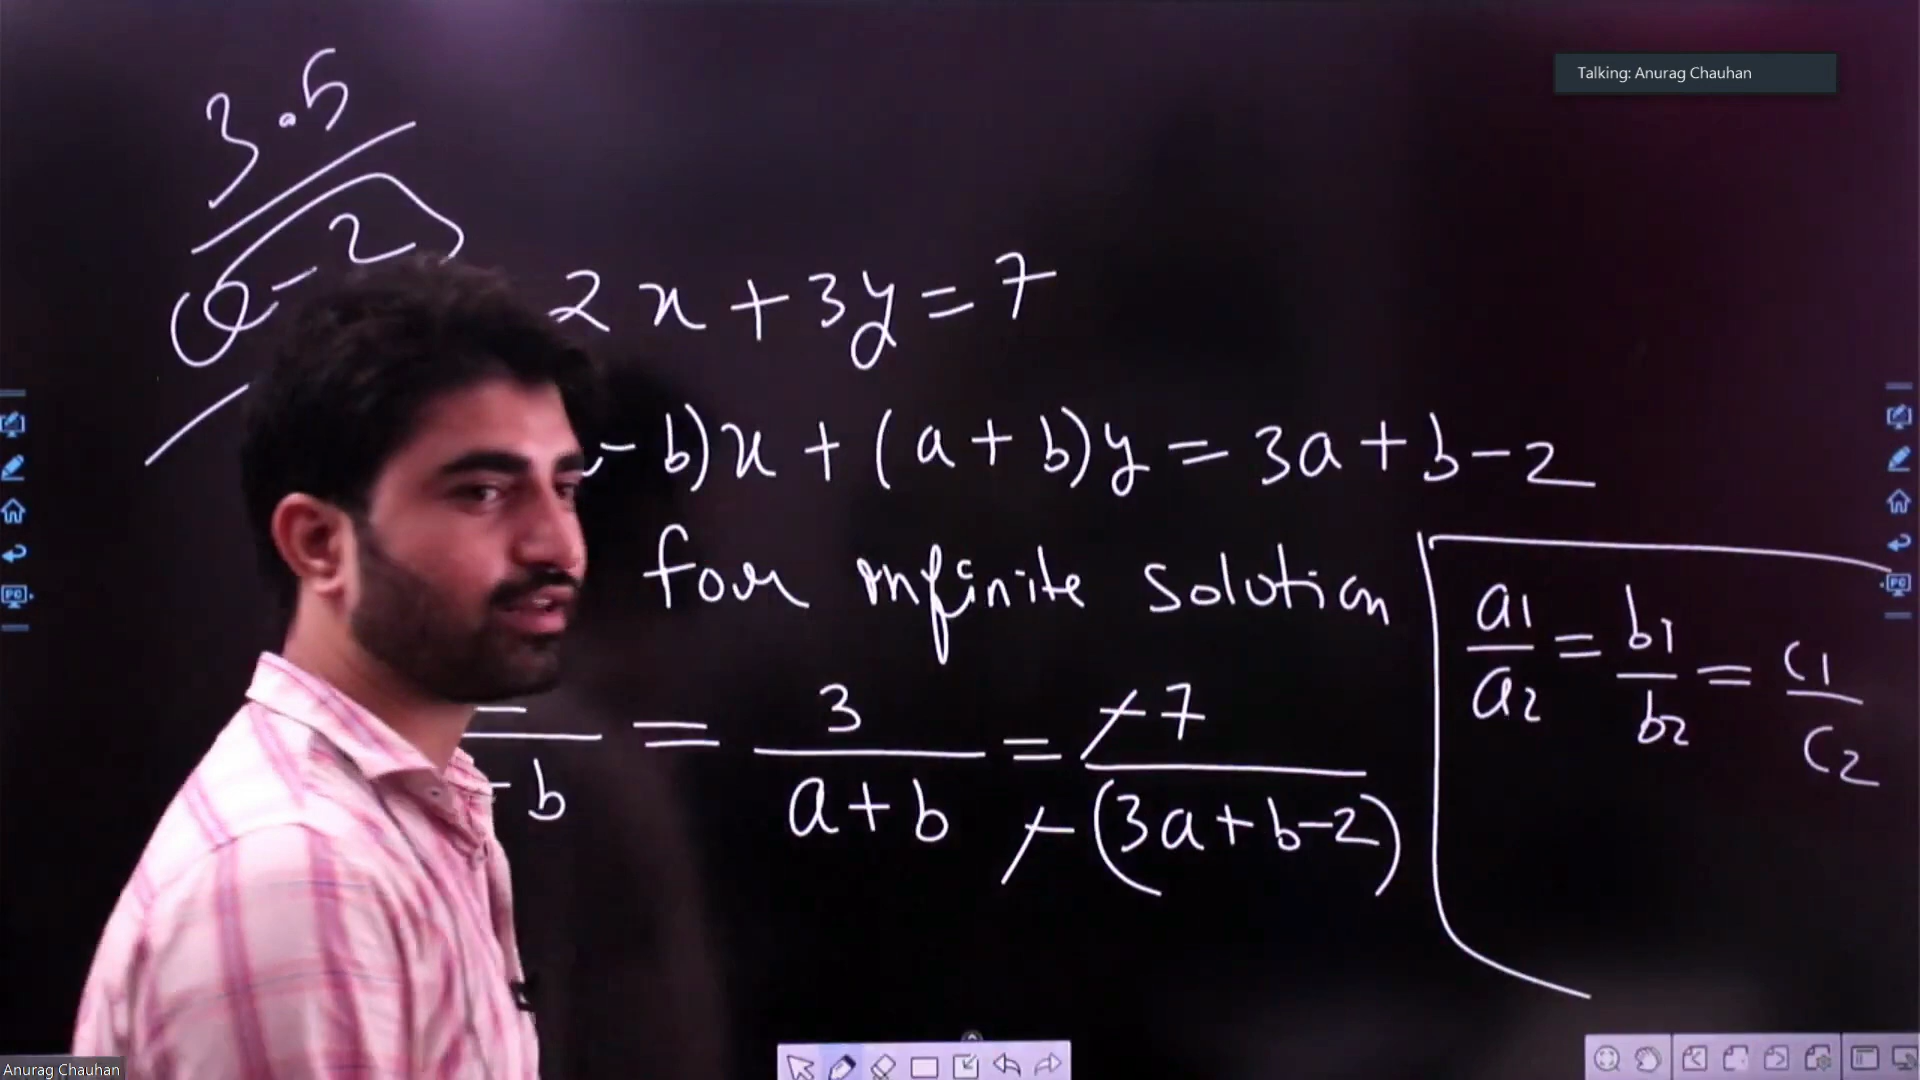 Talking: Anurag Chauhan
3.5
Q-2
2x + 3y = 7
- b)x + (a + b)y = 3a + b - 2
for infinite solution
a1/a2 = b1/b2 = c1/c2
/-b = 3/(a + b) = -7/-(3a + b - 2)
Anurag Chauhan